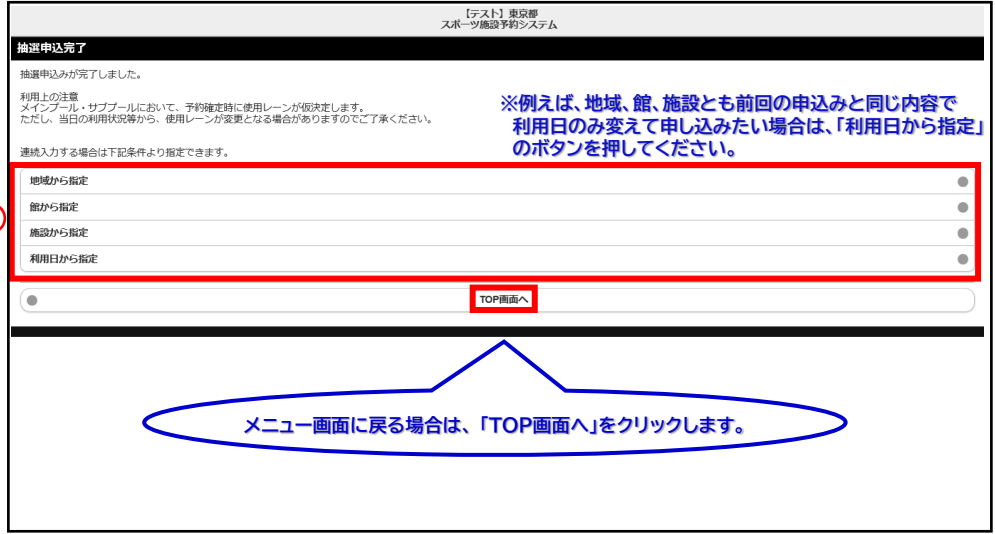 【テスト】東京都
スポーツ施設予約システム
抽選申込完了
抽選申込みが完了しました。
利用上の注意
メインプール・サブプールにおいて、予約確定時に使用レーンが仮決定します。
ただし、当日の利用状況等から、使用レーンが変更となる場合がありますのでご了承ください。
※例えば、地域、館、施設とも前回の申込みと同じ内容で
利用日のみ変えて申し込みたい場合は、「利用日から指定」
のボタンを押してください。
連続入力する場合は下記条件より指定できます。
地域から指定
館から指定
施設から指定
利用日から指定
TOP画面へ
メニュー画面に戻る場合は、「TOP画面へ」をクリックします。